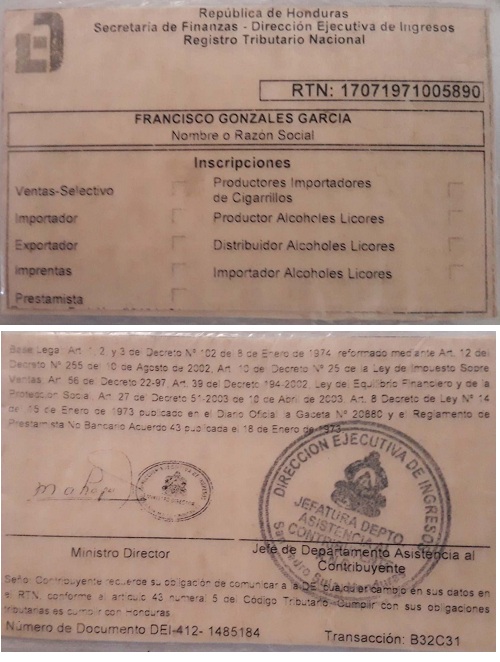 República de Honduras
Secretaría de Finanzas - Dirección Ejecutiva de Ingresos
Registro Tributario Nacional
RTN: 17071971005890
FRANCISCO GONZALES GARCIA
Nombre o Razón Social
Inscripciones
Ventas-Selectivo
Productores Importadores de Cigarrillos
Importador
Productor Alcoholes Licores
Exportador
Distribuidor Alcoholes Licores
Imprentas
Importador Alcoholes Licores
Prestamista
Base Legal: Art. 1, 2, y 3 de Decreto Nº 102 del 8 de Enero de 1974, reformado mediante Art. 12 del
Decreto Nº 255 de 10 de Agosto de 2002, Art. 10 de Decreto Nº 25 de la Ley de Impuesto Sobre
Ventas, Art. 56 de Decreto 22-97, Art. 39 del Decreto 194-2002, Ley de Equilibrio Financiero y de la
Protección Social, Art. 27 de Decreto 51-2003 de 10 de Abril de 2003, Art. 8 Decreto de Ley Nº 14
de 15 de Enero de 1973 publicado en el Diario Oficial la Gaceta Nº 20880 y el Reglamento de
Prestamista No Bancario Acuerdo 43 publicada el 18 de Enero de 1973.
DIRECCION EJECUTIVA DE INGRESOS
JEFATURA DEPTO
ASISTENCIA
Ministro Director
Jefe de Departamento Asistencia al
Contribuyente
Señor Contribuyente recuerde su obligación de comunicar a la DEI cualquier cambio en sus datos en
el RTN, conforme al artículo 43 numeral 5 del Código Tributario. Cumplir con sus obligaciones
tributarias es cumplir con Honduras
Número de Documento DEI-412- 1485184
Transacción: B32C31